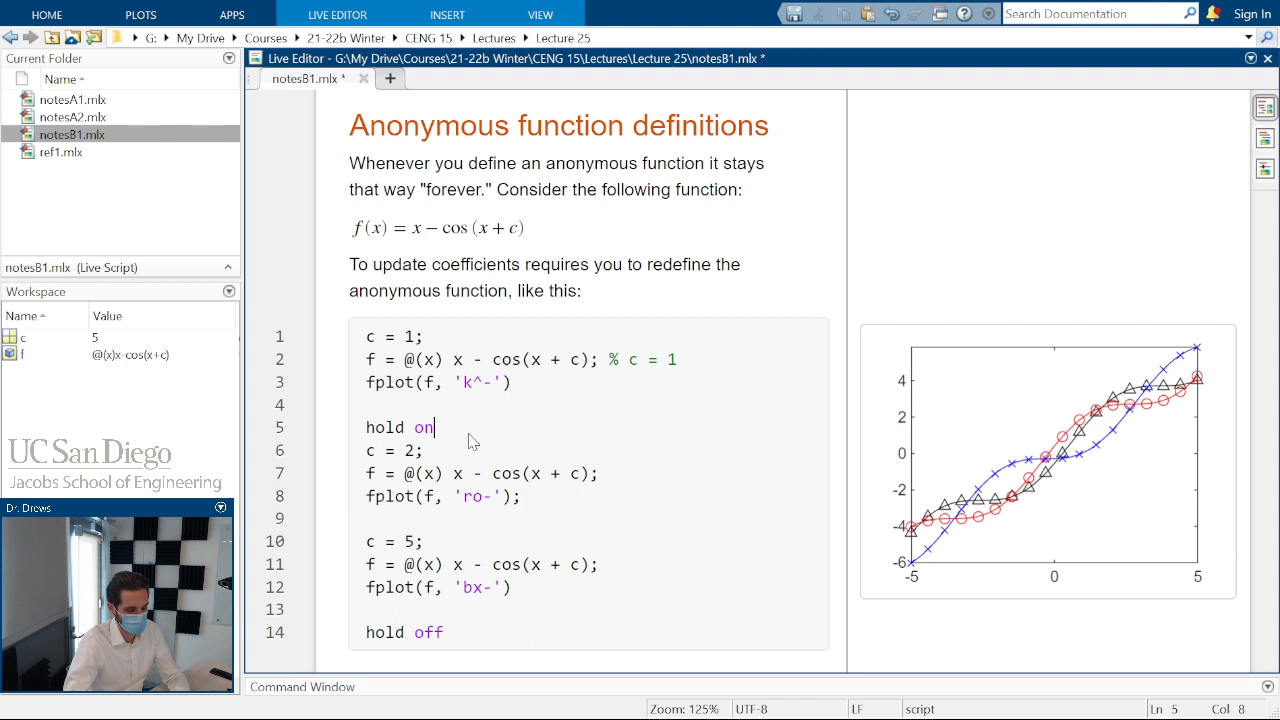 HOME PLOTS APPS LIVE EDITOR INSERT VIEW Search Documentation Sign In
G: My Drive Courses 21-22b Winter CENG 15 Lectures Lecture 25
Current Folder
Name
notesA1.mlx
notesA2.mlx
notesB1.mlx
ref1.mlx
notesB1.mlx (Live Script)
Workspace
Name Value
c 5
f @(x)x-cos(x+c)
UC San Diego
Jacobs School of Engineering
Dr. Drews
Live Editor - G:\My Drive\Courses\21-22b Winter\CENG 15\Lectures\Lecture 25\notesB1.mlx *
notesB1.mlx *
Anonymous function definitions
Whenever you define an anonymous function it stays
that way "forever." Consider the following function:
f(x) = x − cos (x + c)
To update coefficients requires you to redefine the
anonymous function, like this:
1 c = 1;
2 f = @(x) x - cos(x + c); % c = 1
3 fplot(f, 'k^-')
4
5 hold on
6 c = 2;
7 f = @(x) x - cos(x + c);
8 fplot(f, 'ro-');
9
10 c = 5;
11 f = @(x) x - cos(x + c);
12 fplot(f, 'bx-')
13
14 hold off
4
2
0
-2
-4
-6
-5 0 5
Command Window
Zoom: 125% UTF-8 LF script Ln 5 Col 8